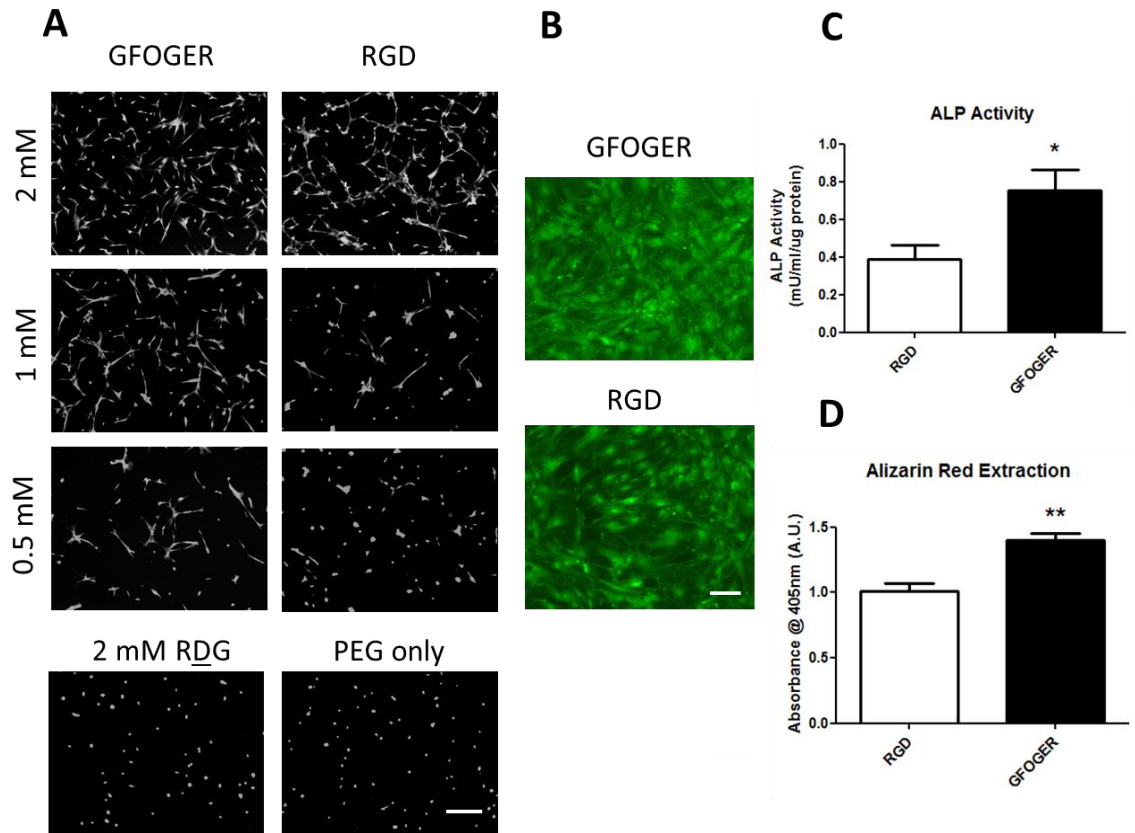 A
GFOGER
RGD
2 mM
1 mM
0.5 mM
2 mM RDG
PEG only
B
GFOGER
RGD
C
ALP Activity
ALP Activity
(mU/ml/ug protein)
1.0
0.8
0.6
0.4
0.2
0.0
*
RGD
GFOGER
D
Alizarin Red Extraction
Absorbance @ 405nm (A.U.)
1.5
1.0
0.5
0.0
**
RGD
GFOGER